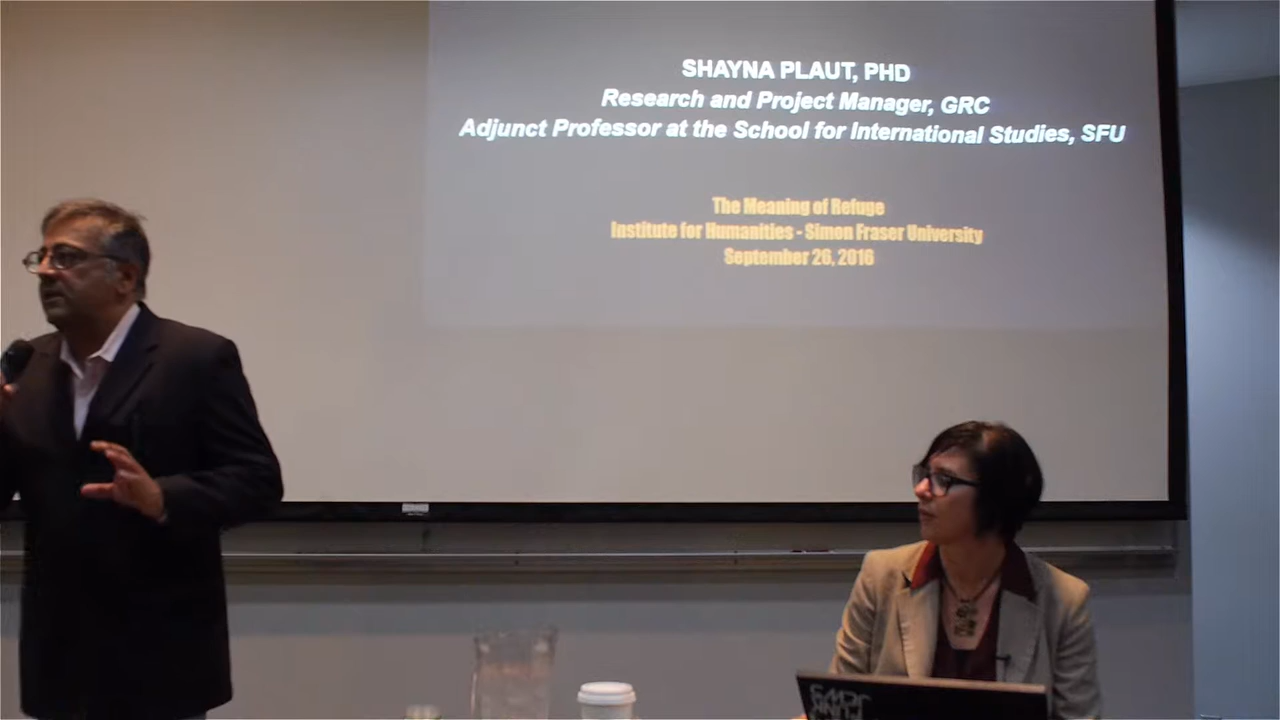 SHAYNA PLAUT, PHD
Research and Project Manager, GRC
Adjunct Professor at the School for International Studies, SFU
The Meaning of Refuge
Institute for Humanities - Simon Fraser University
September 26, 2016